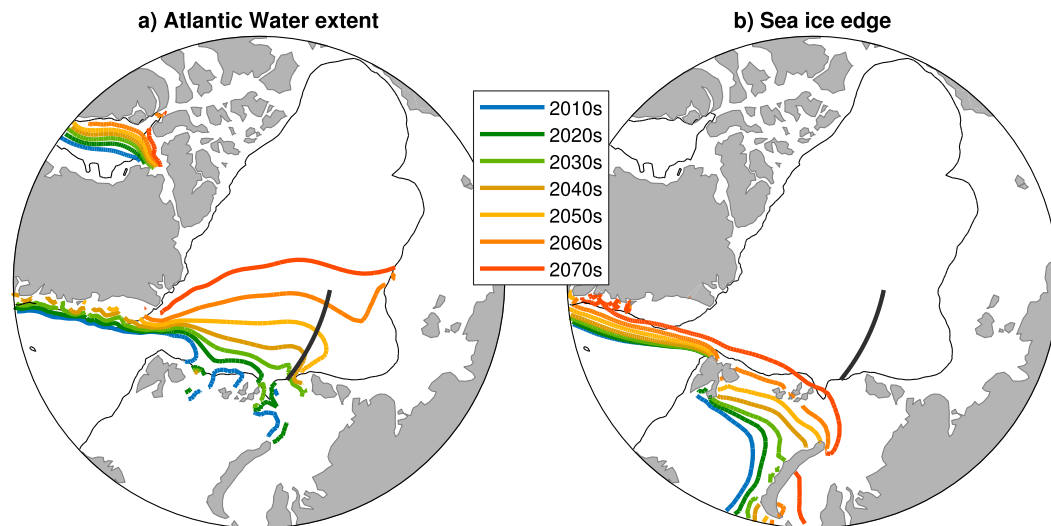 a) Atlantic Water extent
b) Sea ice edge
2010s
2020s
2030s
2040s
2050s
2060s
2070s